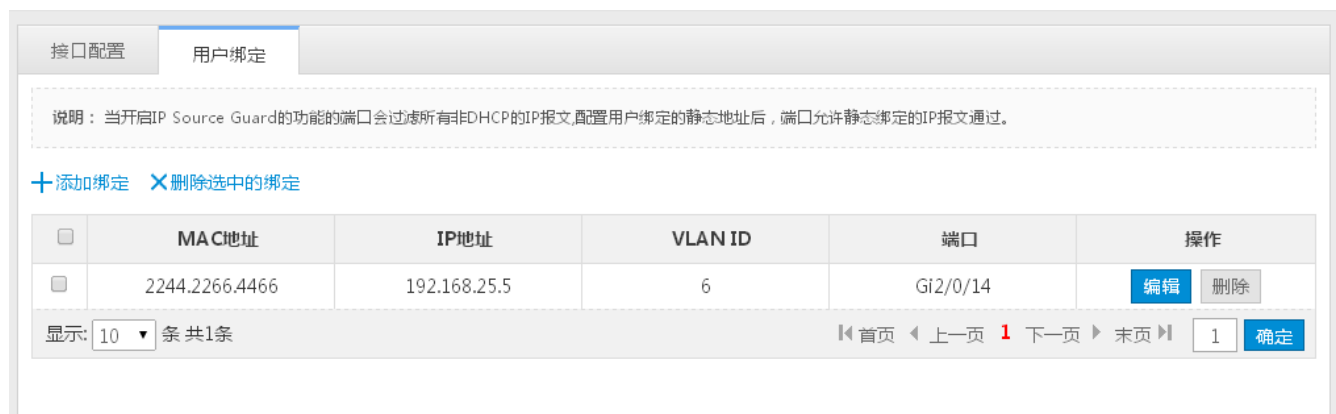 接口配置 用户绑定
说明： 当开启IP Source Guard的功能的端口会过滤所有非DHCP的IP报文,配置用户绑定的静态地址后，端口允许静态绑定的IP报文通过。
添加绑定 删除选中的绑定
MAC地址 IP地址 VLAN ID 端口 操作
2244.2266.4466 192.168.25.5 6 Gi2/0/14 编辑 删除
显示: 10 条 共1条 首页 上一页 1 下一页 末页 1 确定